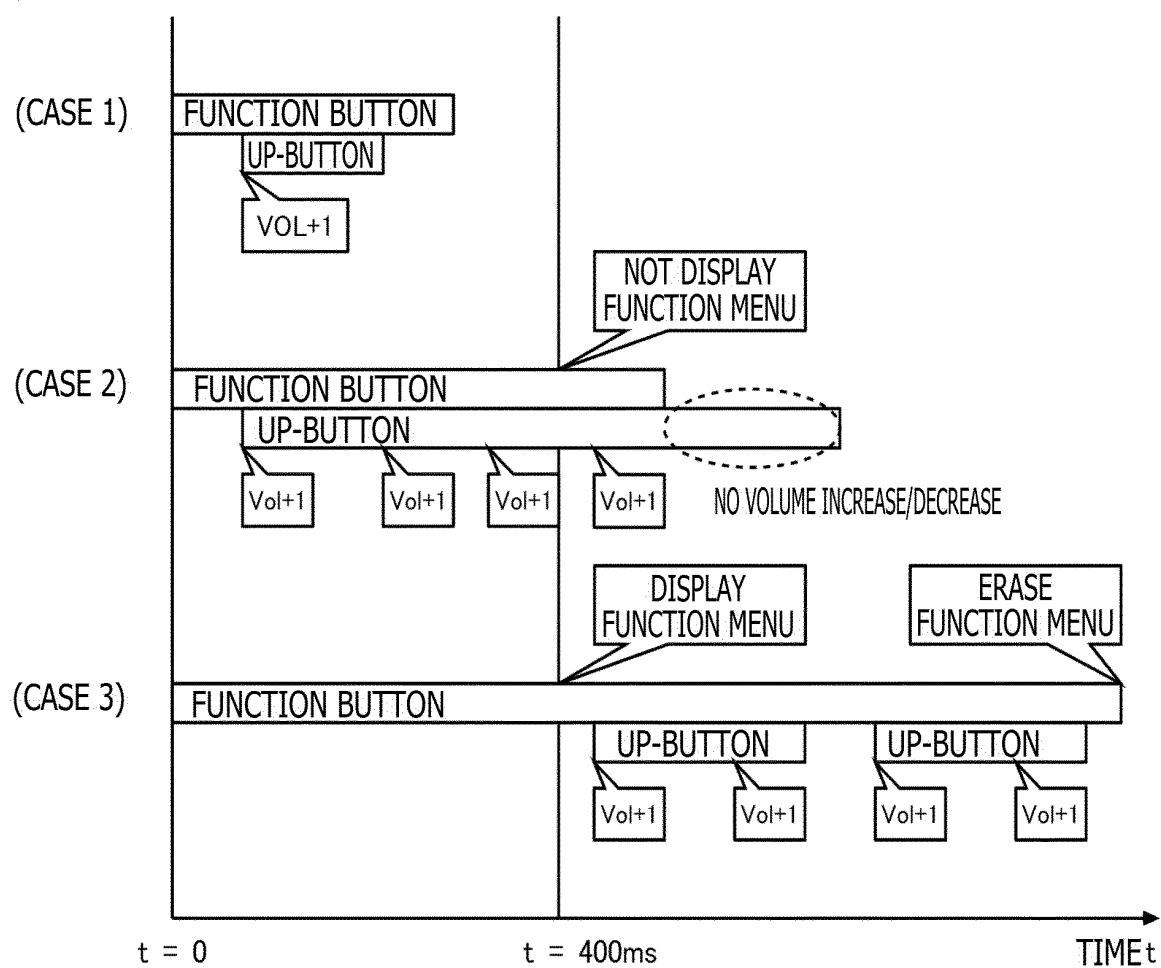 (CASE 1)
FUNCTION BUTTON
UP-BUTTON
VOL+1
NOT DISPLAY
FUNCTION MENU
(CASE 2)
FUNCTION BUTTON
UP-BUTTON
Vol+1
Vol+1
Vol+1
Vol+1
NO VOLUME INCREASE/DECREASE
DISPLAY
FUNCTION MENU
ERASE
FUNCTION MENU
(CASE 3)
FUNCTION BUTTON
UP-BUTTON
UP-BUTTON
Vol+1
Vol+1
Vol+1
Vol+1
t = 0
t = 400ms
TIME t